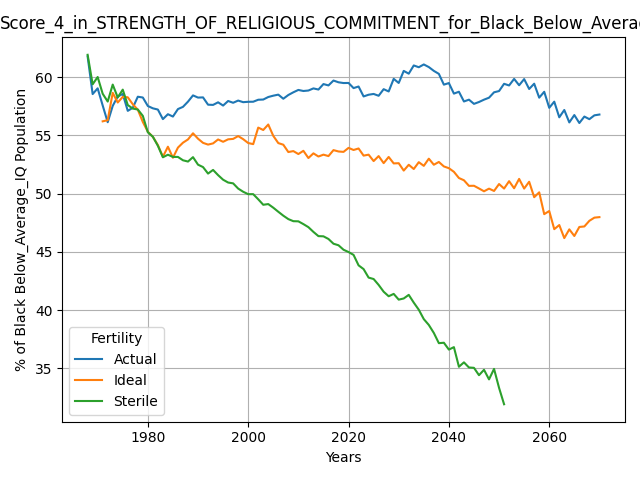 Score_4_in_STRENGTH_OF_RELIGIOUS_COMMITMENT_for_Black_Below_Avera
% of Black Below_Average_IQ Population
60
55
50
45
40
35
Fertility
Actual
Ideal
Sterile
1980
2000
2020
2040
2060
Years